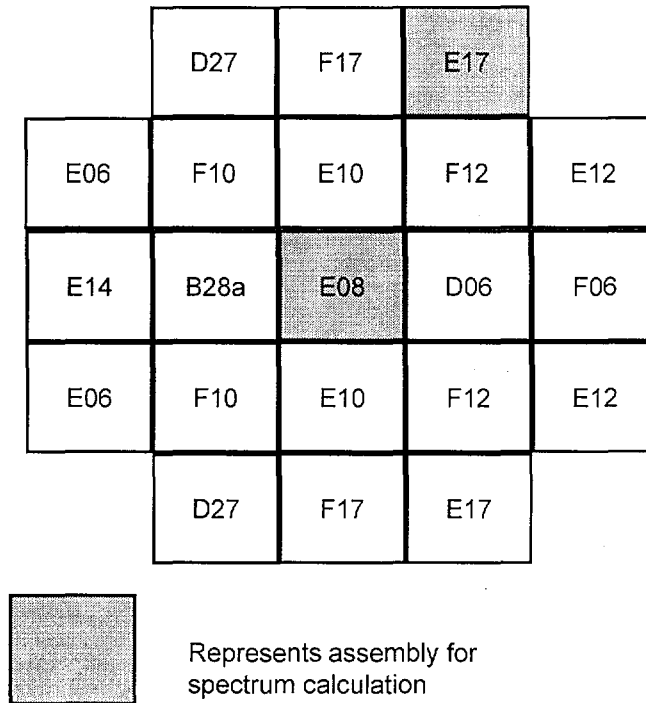 D27 F17 E17
E06 F10 E10 F12 E12
E14 B28a E08 D06 F06
E06 F10 E10 F12 E12
D27 F17 E17
Represents assembly for
spectrum calculation